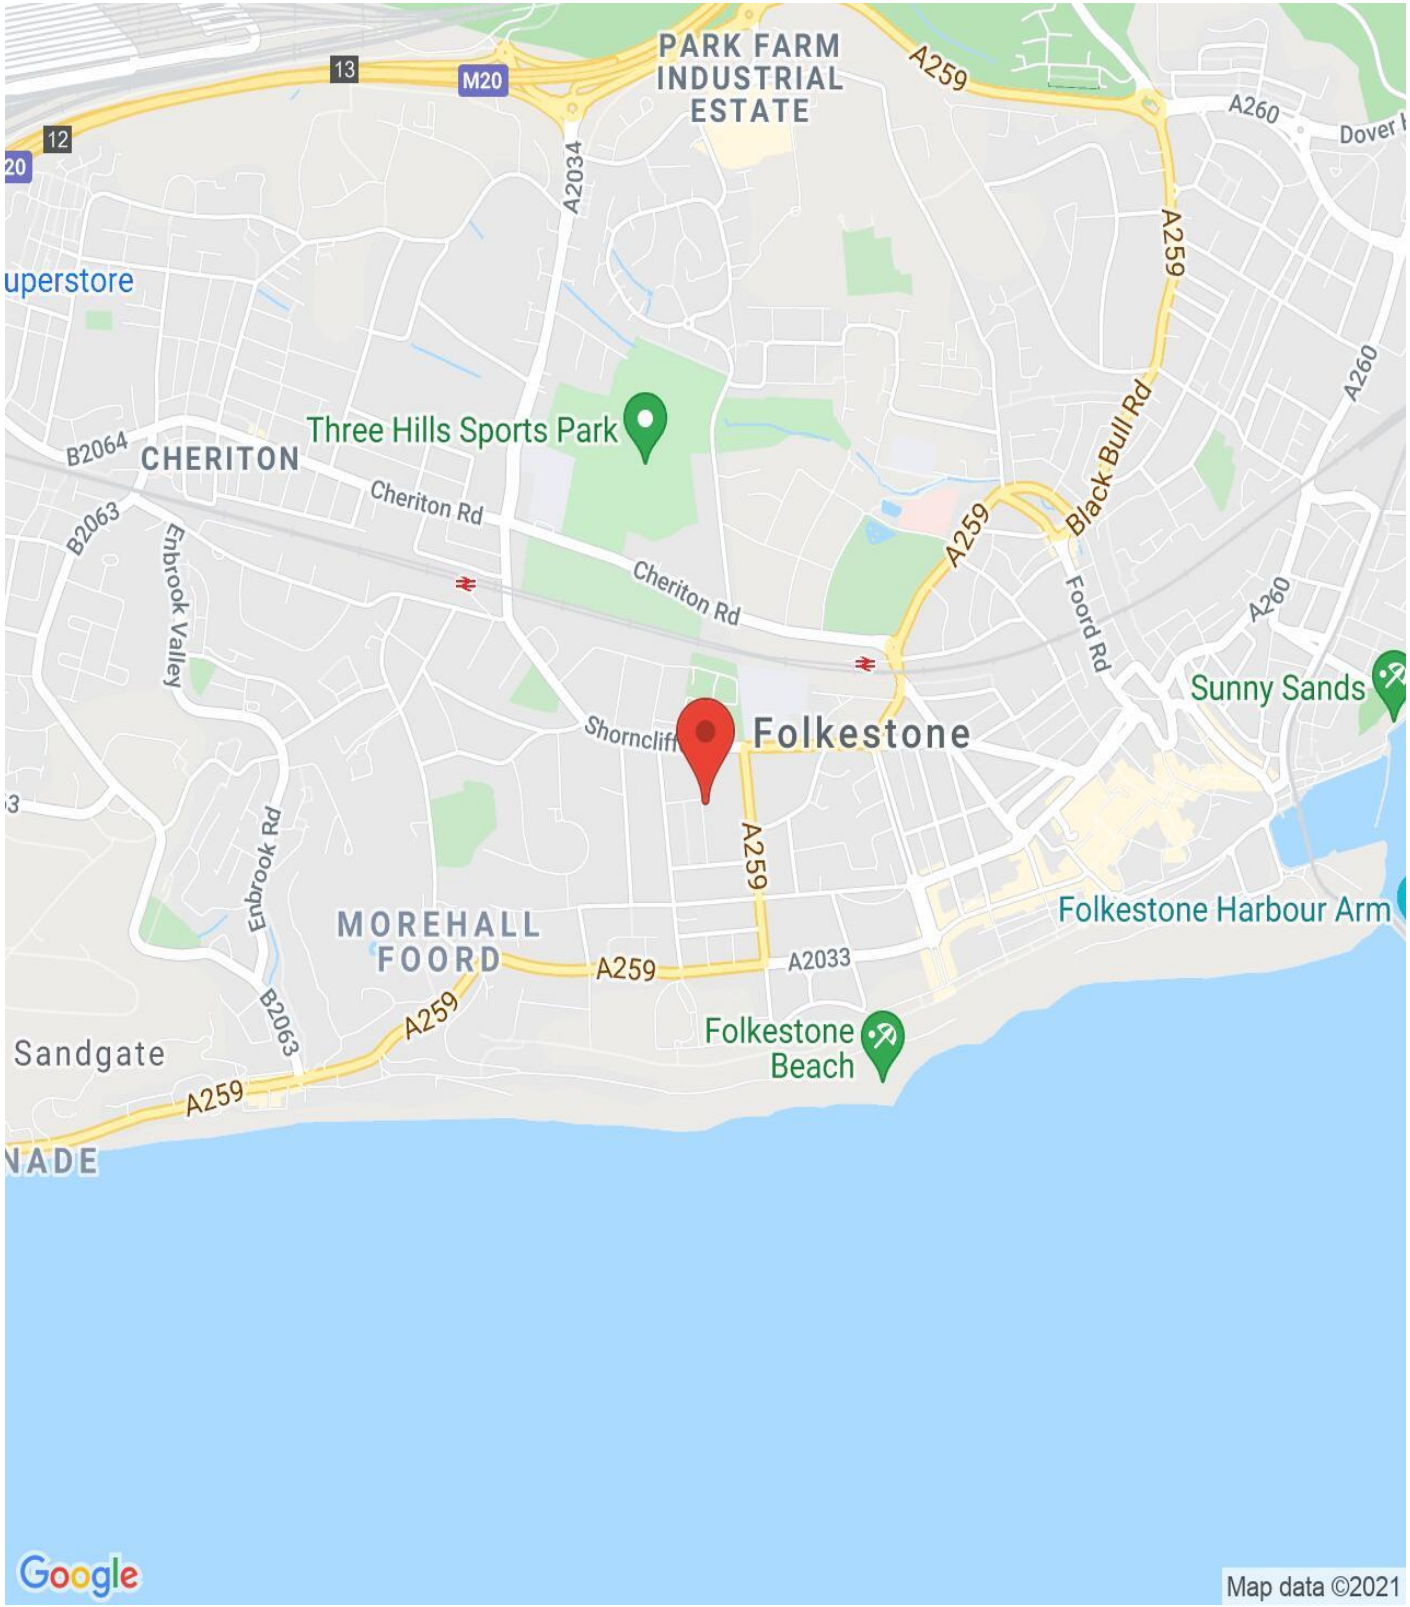 PARK FARM
INDUSTRIAL
ESTATE
A259
13
M20
A260
12
Dover H
20
A2034
A259
uperstore
A260
Three Hills Sports Park
Black Bull Rd
B2064
CHERITON
Cheriton Rd
B2063
A259
Enbrook Valley
Cheriton Rd
Foord Rd
A260
Sunny Sands
Shorncliff
Folkestone
3
A259
Enbrook Rd
Folkestone Harbour Arm
MOREHALL
FOORD
A259
A2033
A259
B2063
Folkestone
Beach
Sandgate
A259
NADE
Google
Map data ©2021